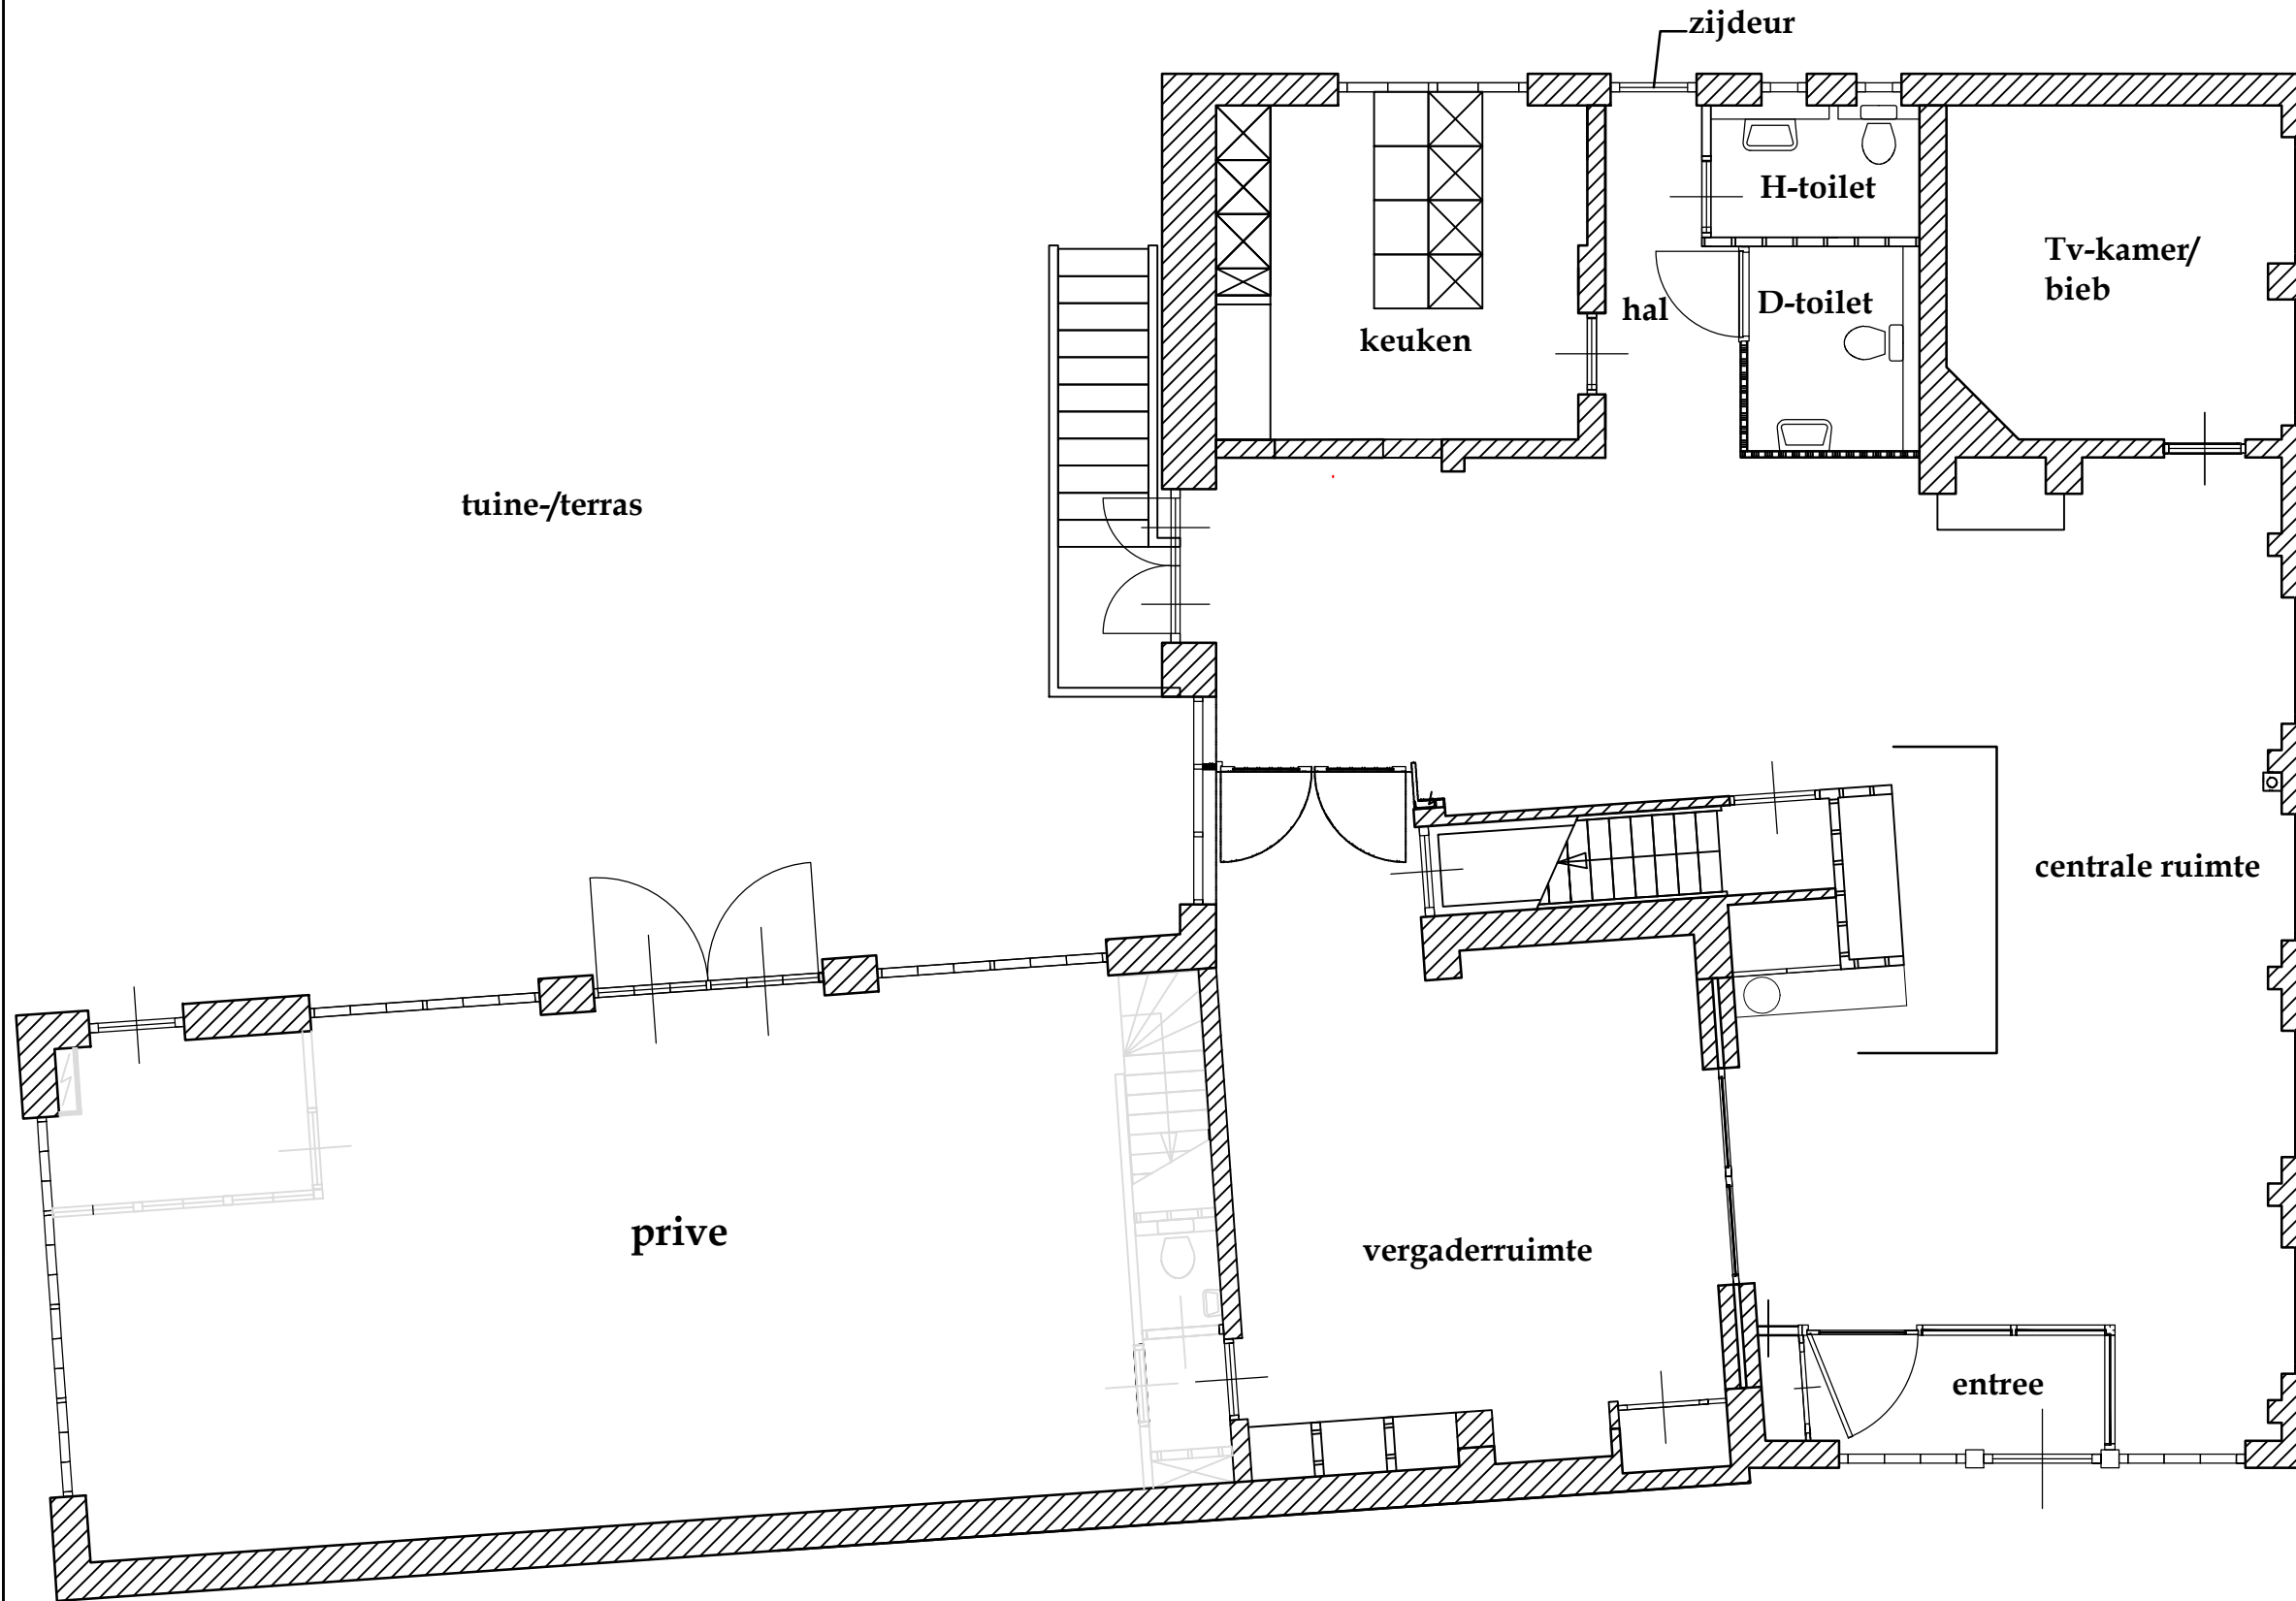 zijdeur
H-toilet
Tv-kamer/
bieb
D-toilet
hal
keuken
tuine-/terras
centrale ruimte
prive
vergaderruimte
entree